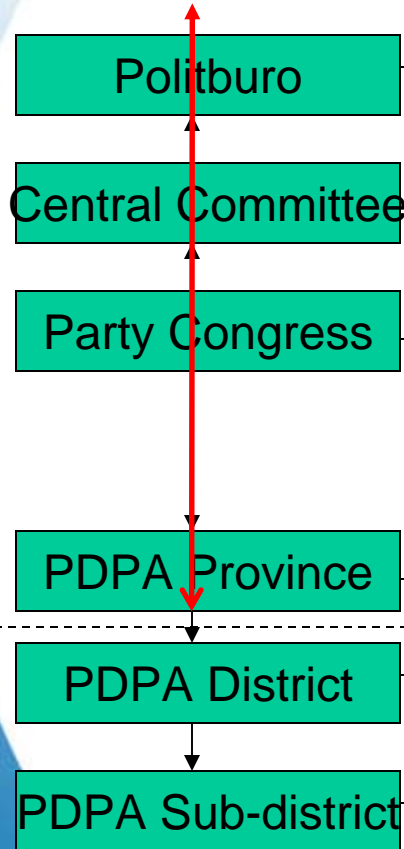 Politburo
Central Committee
Party Congress
PDPA Province
PDPA District
PDPA Sub-district